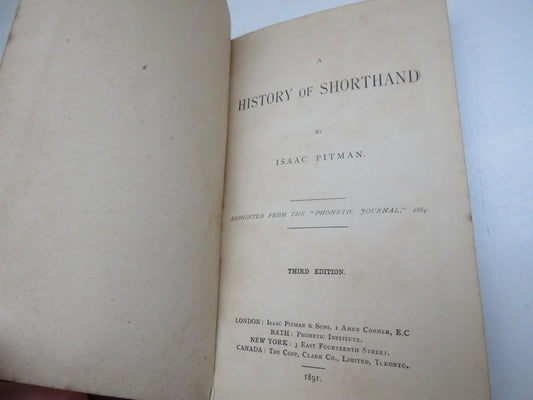 A
HISTORY OF SHORTHAND
BY
ISAAC PITMAN.
REPRINTED FROM THE "PHONETIC JOURNAL," 1884
THIRD EDITION.
LONDON: ISAAC PITMAN & SONS, 1 AMEN CORNER, E.C
BATH: PHONETIC INSTITUTE.
NEW YORK: 3 EAST FOURTEENTH STREET.
CANADA: THE COPP, CLARK CO., LIMITED, TORONTO.
1891.